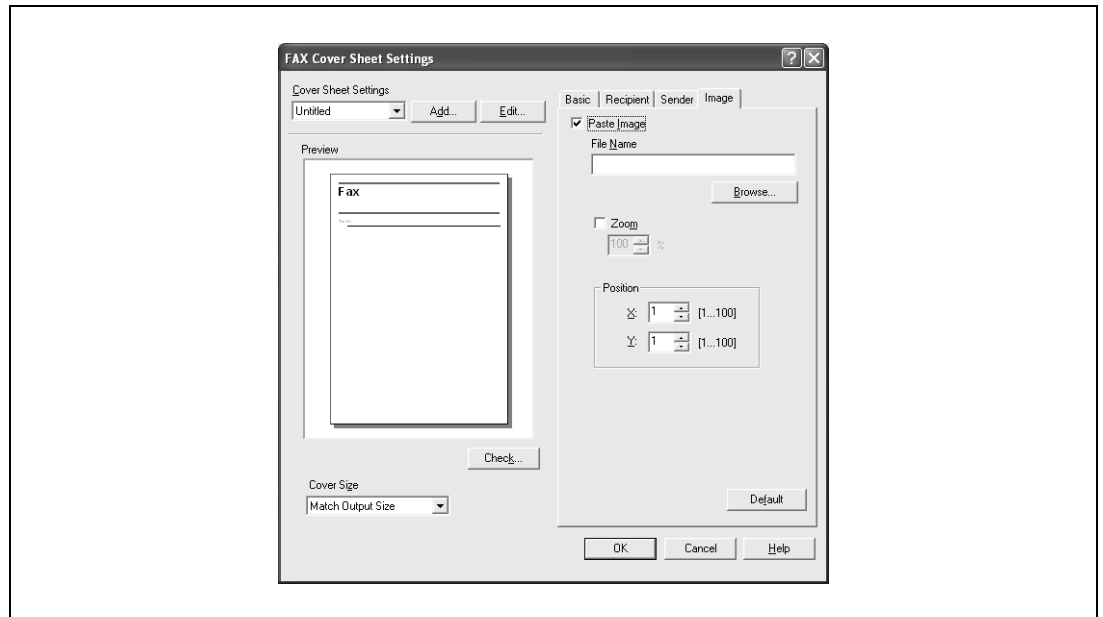 FAX Cover Sheet Settings
Cover Sheet Settings
Untitled
Add...
Edit...
Preview
Fax
Check...
Cover Size
Match Output Size
Basic
Recipient
Sender
Image
Paste Image
File Name
Browse...
Zoom
100 %
Position
X: 1 [1...100]
Y: 1 [1...100]
Default
OK
Cancel
Help